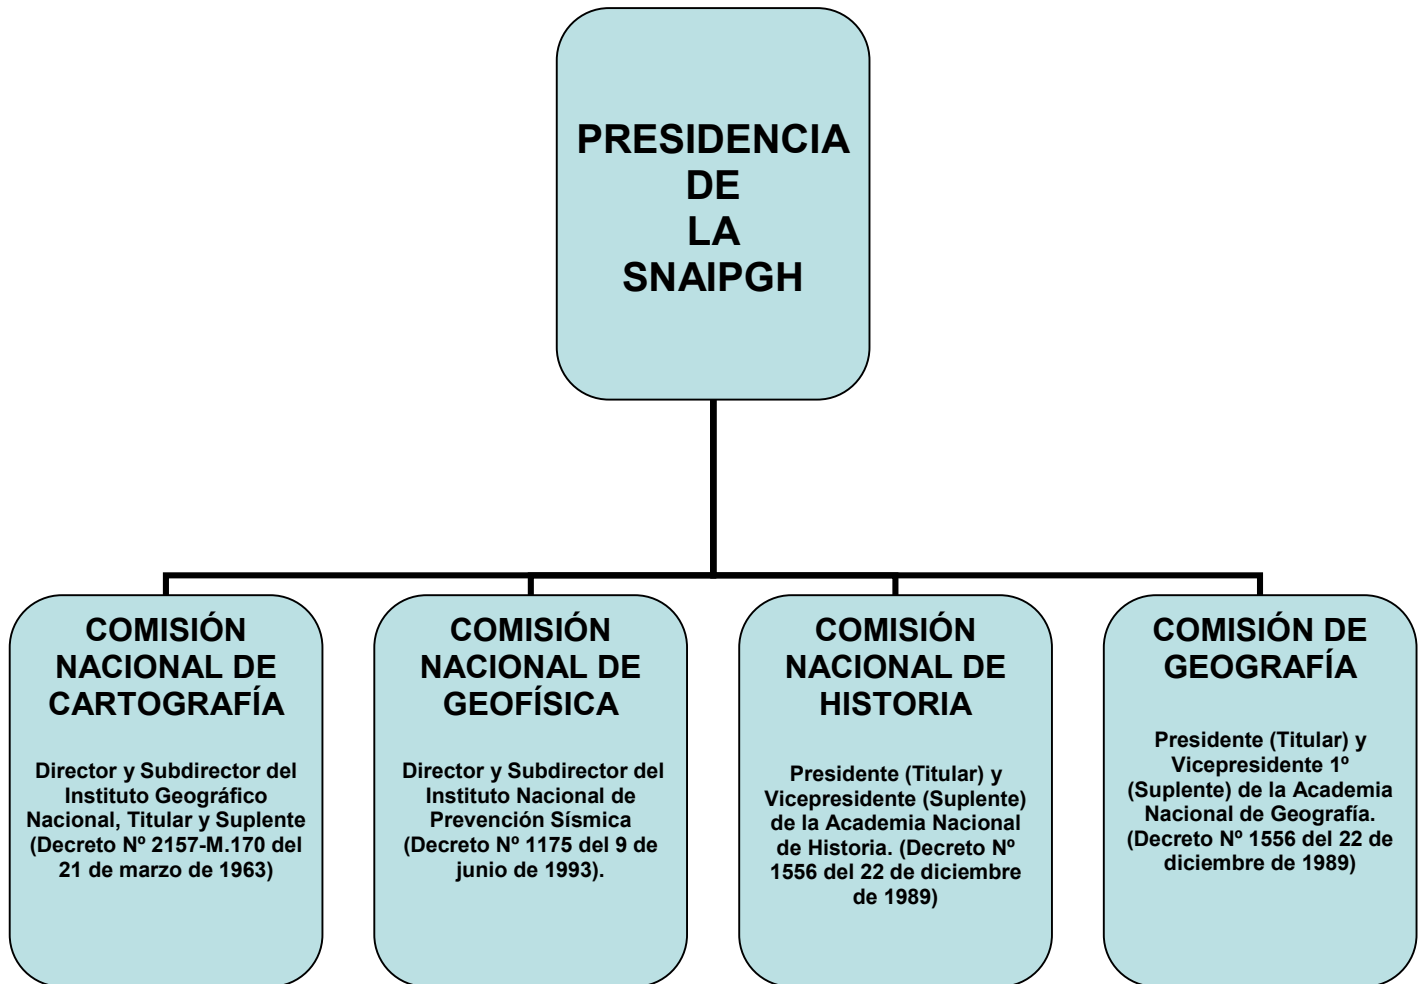 PRESIDENCIA
DE
LA
SNAIPGH
COMISIÓN
NACIONAL DE
CARTOGRAFÍA
Director y Subdirector del
Instituto Geográfico
Nacional, Titular y Suplente
(Decreto Nº 2157-M.170 del
21 de marzo de 1963)
COMISIÓN
NACIONAL DE
GEOFÍSICA
Director y Subdirector del
Instituto Nacional de
Prevención Sísmica
(Decreto Nº 1175 del 9 de
junio de 1993).
COMISIÓN
NACIONAL DE
HISTORIA
Presidente (Titular) y
Vicepresidente (Suplente)
de la Academia Nacional
de Historia. (Decreto Nº
1556 del 22 de diciembre
de 1989)
COMISIÓN DE
GEOGRAFÍA
Presidente (Titular) y
Vicepresidente 1º
(Suplente) de la Academia
Nacional de Geografía.
(Decreto Nº 1556 del 22 de
diciembre de 1989)